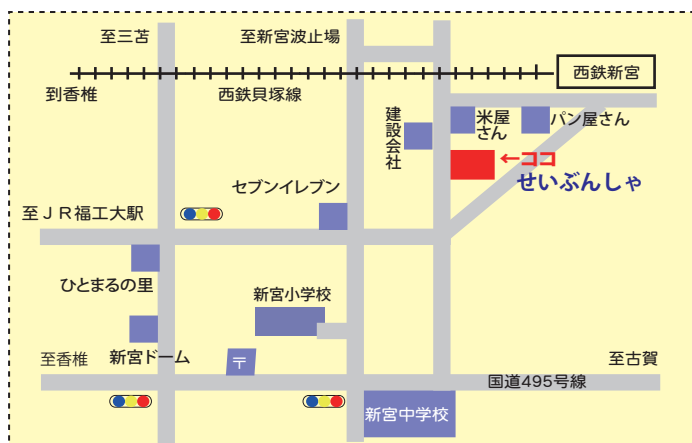 至三苫
至新宮波止場
西鉄新宮
到香椎
西鉄貝塚線
建設会社
米屋
さん
パン屋さん
←ココ
せいぶんしゃ
セブンイレブン
至ＪＲ福工大駅
ひとまるの里
新宮小学校
新宮ドーム
〒
至香椎
至古賀
国道495号線
新宮中学校